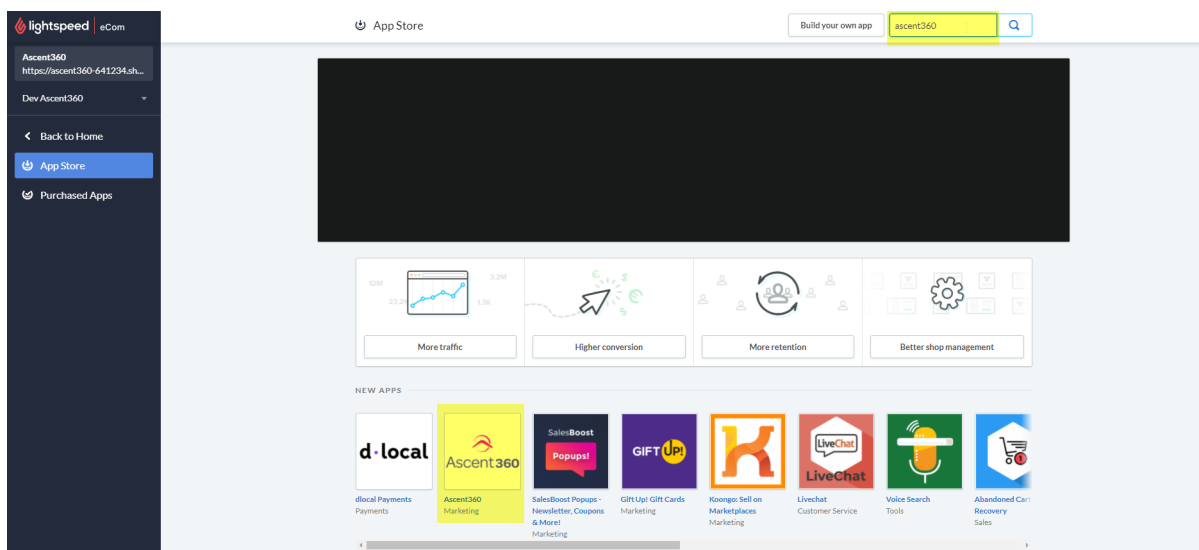 lightspeed eCom
App Store
Build your own app
ascent360
Ascent360
https://ascent360-641234.sh...
Dev Ascent360
Back to Home
App Store
Purchased Apps
12M
3.2M
23.2K
1.3K
More traffic
Higher conversion
More retention
Better shop management
NEW APPS
d·local
Ascent360
SalesBoost
Popups!
GIFT UP!
LiveChat
LiveChat
1
dlocal Payments
Payments
Ascent360
Marketing
SalesBoost Popups -
Newsletter, Coupons
& More!
Marketing
Gift Up! Gift Cards
Marketing
Koongo: Sell on
Marketplaces
Marketing
Livechat
Customer Service
Voice Search
Tools
Abandoned Car
Recovery
Sales